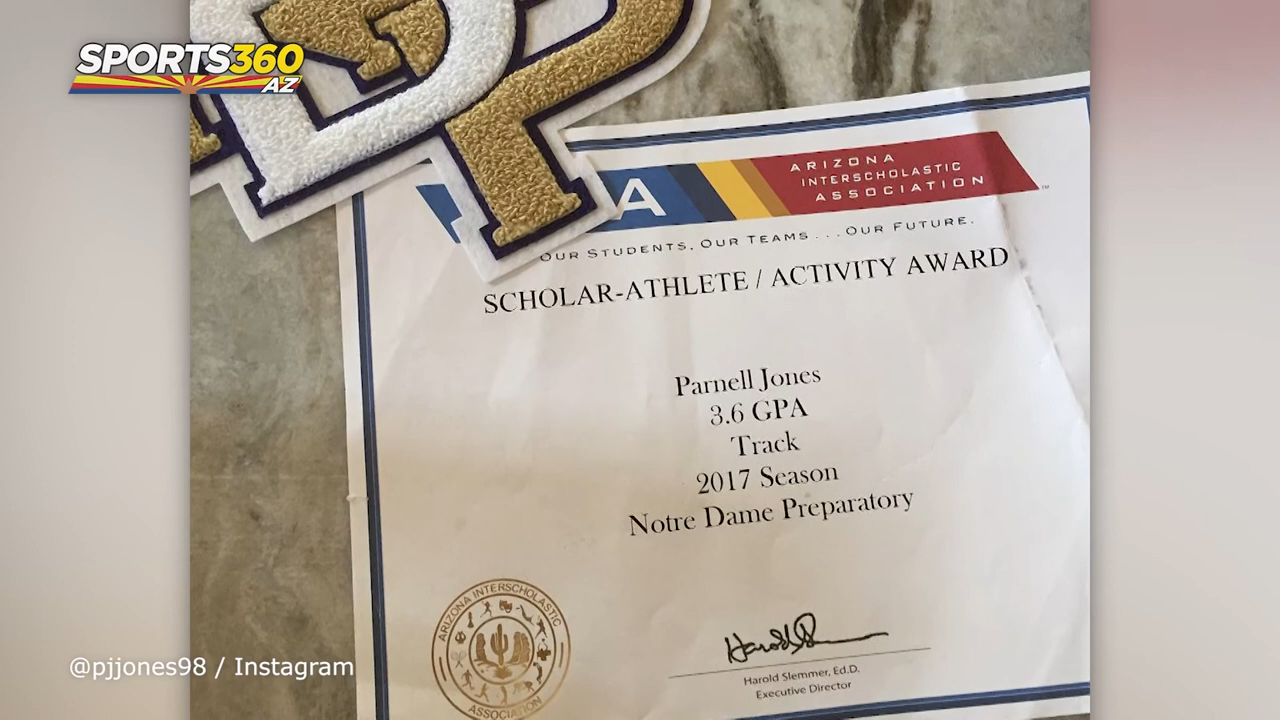 SPORTS360
AZ
A
ARIZONA
INTERSCHOLASTIC
ASSOCIATION
OUR STUDENTS, OUR TEAMS . . . OUR FUTURE.
SCHOLAR-ATHLETE / ACTIVITY AWARD
Parnell Jones
3.6 GPA
Track
2017 Season
Notre Dame Preparatory
ARIZONA INTERSCHOLASTIC
ASSOCIATION
Harold Slemmer, Ed.D.
Executive Director
@pjjones98 / Instagram